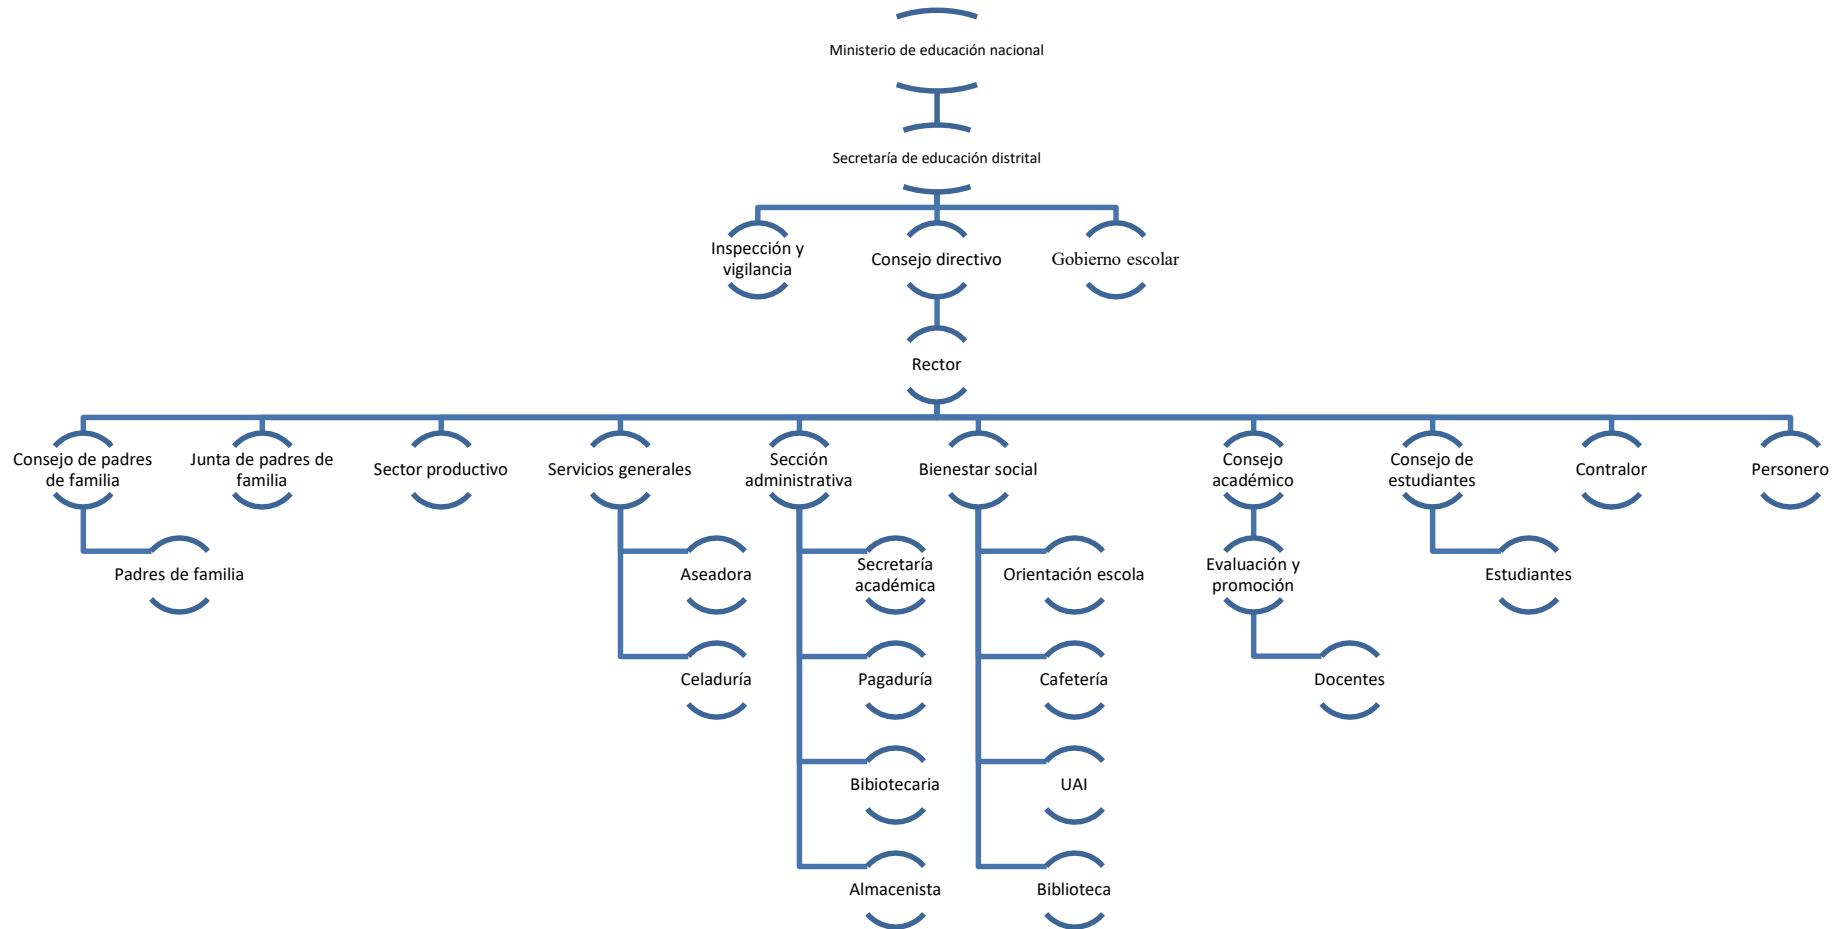 Ministerio de educación nacional
Secretaría de educación distrital
Inspección y
vigilancia
Consejo directivo
Gobierno escolar
Rector
Consejo de padres
de familia
Junta de padres de
familia
Sector productivo
Servicios generales
Sección
administrativa
Bienestar social
Consejo
académico
Consejo de
estudiantes
Contralor
Personero
Padres de familia
Aseadora
Secretaría
académica
Orientación escola
Evaluación y
promoción
Estudiantes
Celaduría
Pagaduría
Cafetería
Docentes
Bibiotecaria
UAI
Almacenista
Biblioteca